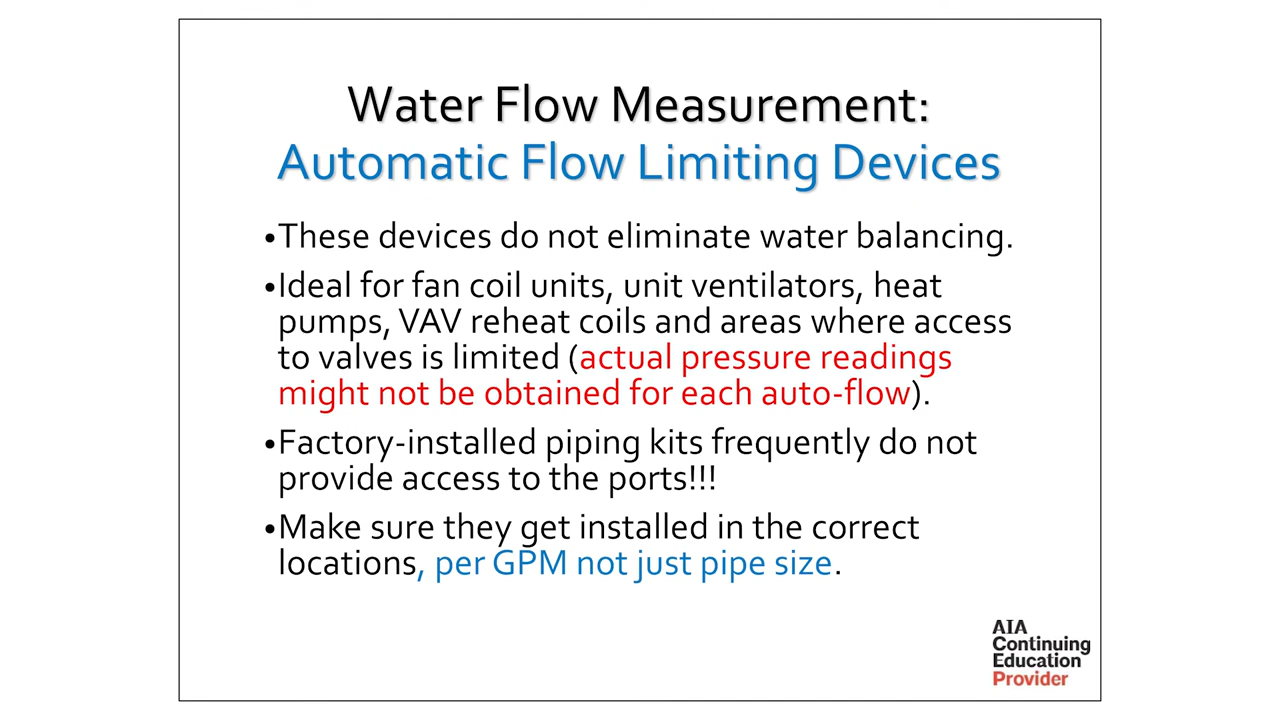 Water Flow Measurement:
Automatic Flow Limiting Devices
•These devices do not eliminate water balancing.
•Ideal for fan coil units, unit ventilators, heat
pumps, VAV reheat coils and areas where access
to valves is limited (actual pressure readings
might not be obtained for each auto-flow).
•Factory-installed piping kits frequently do not
provide access to the ports!!!
•Make sure they get installed in the correct
locations, per GPM not just pipe size.
AIA
Continuing
Education
Provider